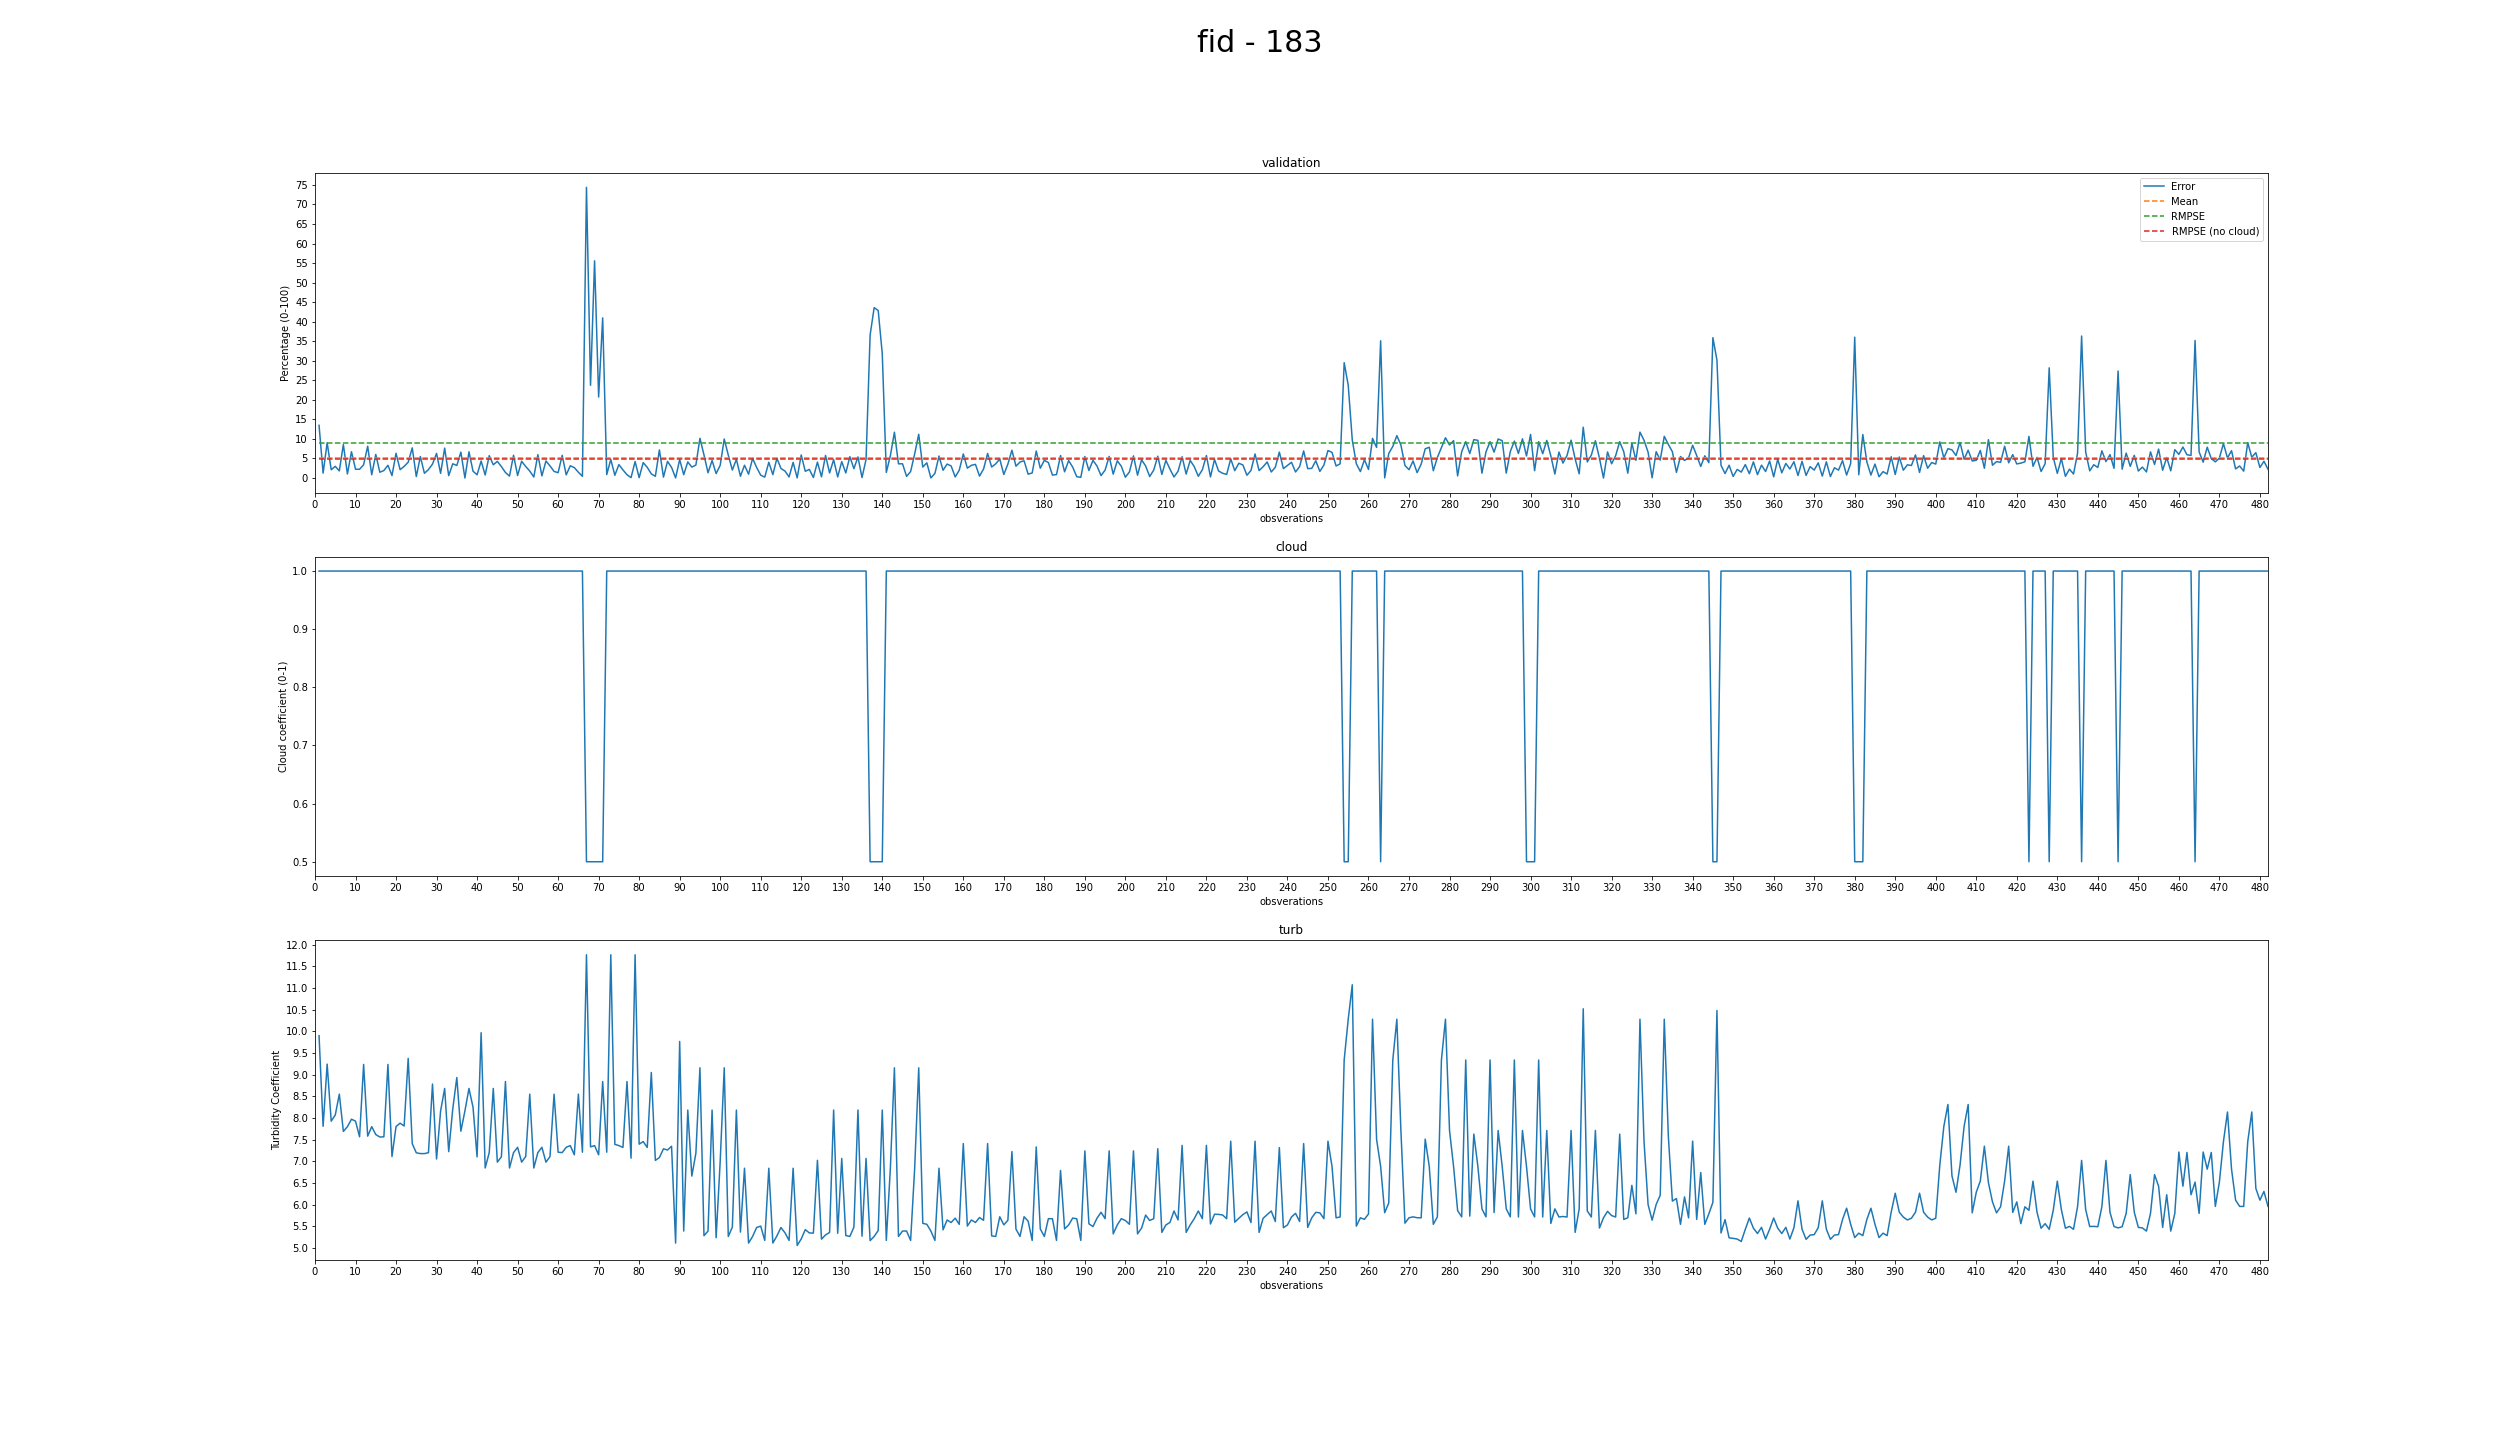 fid - 183
validation
Percentage (0-100)
75
70
65
60
55
50
45
40
35
30
25
20
15
10
5
0
Error
Mean
RMPSE
RMPSE (no cloud)
0 10 20 30 40 50 60 70 80 90 100 110 120 130 140 150 160 170 180 190 200 210 220 230 240 250 260 270 280 290 300 310 320 330 340 350 360 370 380 390 400 410 420 430 440 450 460 470 480
obsverations
cloud
Cloud coefficient (0-1)
1.0
0.9
0.8
0.7
0.6
0.5
0 10 20 30 40 50 60 70 80 90 100 110 120 130 140 150 160 170 180 190 200 210 220 230 240 250 260 270 280 290 300 310 320 330 340 350 360 370 380 390 400 410 420 430 440 450 460 470 480
obsverations
turb
Turbidity Coefficient
12.0
11.5
11.0
10.5
10.0
9.5
9.0
8.5
8.0
7.5
7.0
6.5
6.0
5.5
5.0
0 10 20 30 40 50 60 70 80 90 100 110 120 130 140 150 160 170 180 190 200 210 220 230 240 250 260 270 280 290 300 310 320 330 340 350 360 370 380 390 400 410 420 430 440 450 460 470 480
obsverations